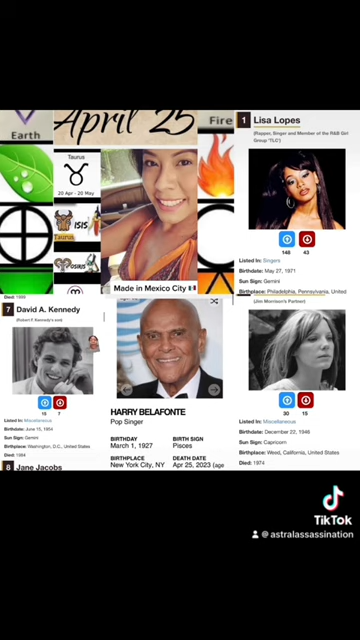 Earth
April 25
Fire
Taurus
20 Apr - 20 May
ISIS
Taurus
OSIRIS
Made in Mexico City
1 Lisa Lopes
(Rapper, Singer and Member of the R&B Girl Group 'TLC')
148 43
Listed In: Singers
Birthdate: May 27, 1971
Sun Sign: Gemini
Birthplace: Philadelphia, Pennsylvania, United
(Jim Morrison's Partner)
30 15
Listed In: Miscellaneous
Birthdate: December 22, 1946
Sun Sign: Capricorn
Birthplace: Weed, California, United States
Died: 1974
7 David A. Kennedy
(Robert F. Kennedy's son)
15 7
Listed In: Miscellaneous
Birthdate: June 15, 1954
Sun Sign: Gemini
Birthplace: Washington, D.C., United States
Died: 1984
8 Jane Jacobs
HARRY BELAFONTE
Pop Singer
BIRTHDAY
March 1, 1927
BIRTH SIGN
Pisces
BIRTHPLACE
New York City, NY
DEATH DATE
Apr 25, 2023 (age
TikTok
@ astralassassination